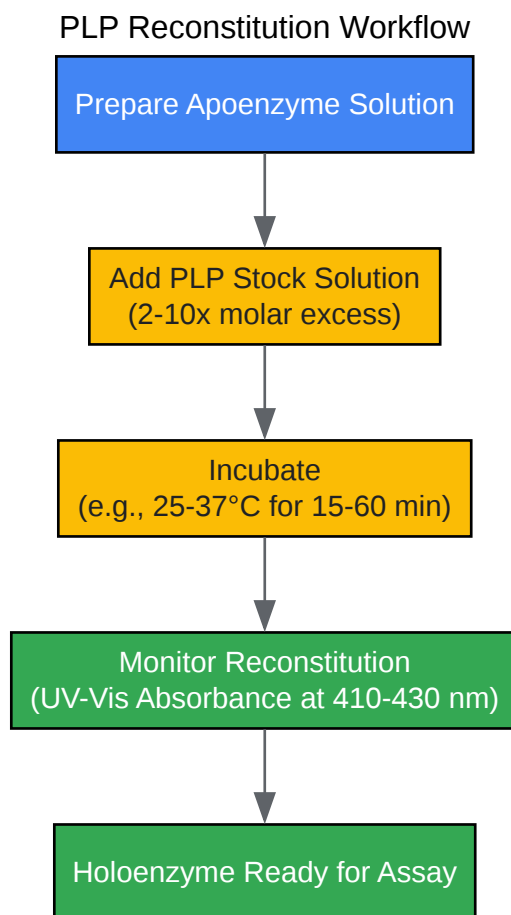 PLP Reconstitution Workflow
Prepare Apoenzyme Solution
Add PLP Stock Solution
(2-10x molar excess)
Incubate
(e.g., 25-37°C for 15-60 min)
Monitor Reconstitution
(UV-Vis Absorbance at 410-430 nm)
Holoenzyme Ready for Assay